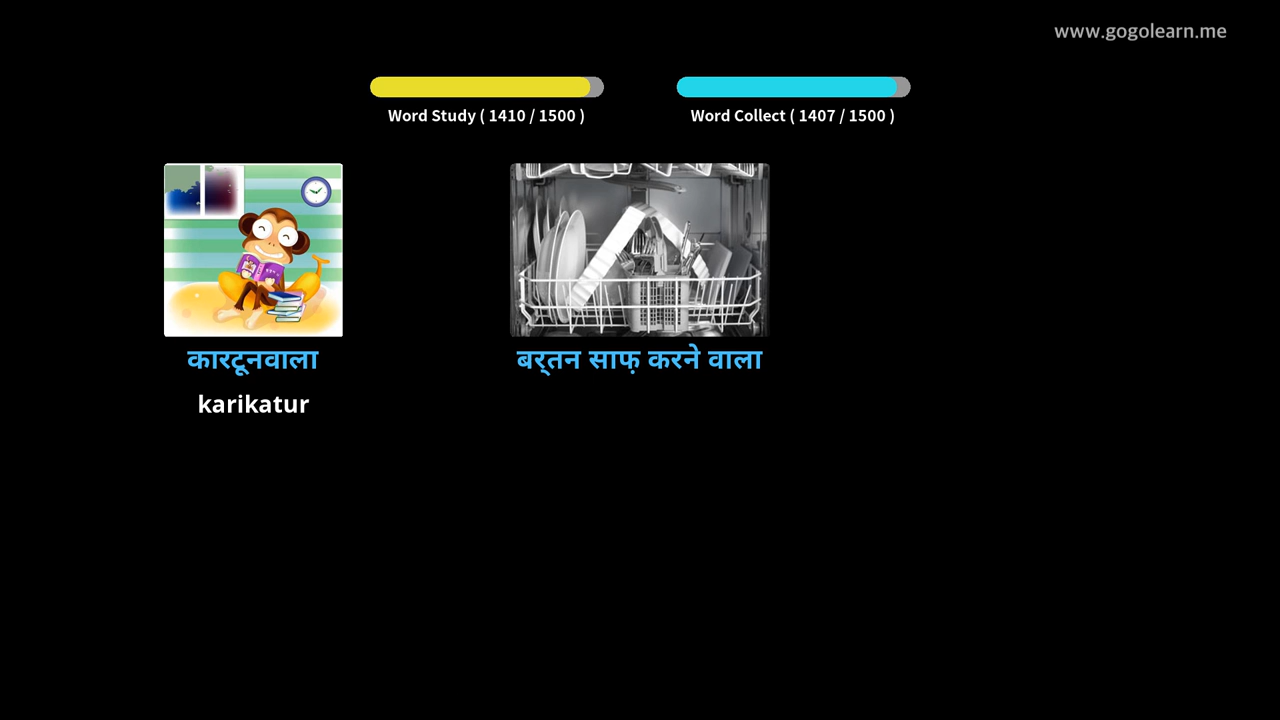 www.gogolearn.me
Word Study ( 1410 / 1500 )
Word Collect ( 1407 / 1500 )
कारटूनवाला
बर्‌तन साफ़ करने वाला
karikatur